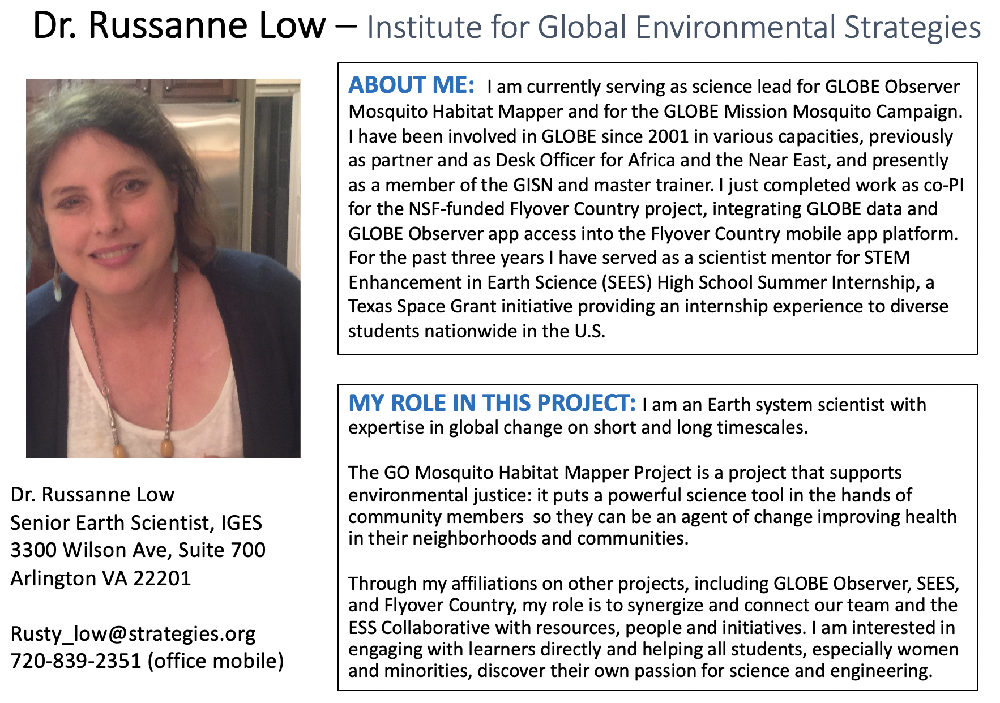 Dr. Russanne Low – Institute for Global Environmental Strategies
ABOUT ME: I am currently serving as science lead for GLOBE Observer
Mosquito Habitat Mapper and for the GLOBE Mission Mosquito Campaign.
I have been involved in GLOBE since 2001 in various capacities, previously
as partner and as Desk Officer for Africa and the Near East, and presently
as a member of the GISN and master trainer. I just completed work as co-PI
for the NSF-funded Flyover Country project, integrating GLOBE data and
GLOBE Observer app access into the Flyover Country mobile app platform.
For the past three years I have served as a scientist mentor for STEM
Enhancement in Earth Science (SEES) High School Summer Internship, a
Texas Space Grant initiative providing an internship experience to diverse
students nationwide in the U.S.
MY ROLE IN THIS PROJECT: I am an Earth system scientist with
expertise in global change on short and long timescales.
The GO Mosquito Habitat Mapper Project is a project that supports
environmental justice: it puts a powerful science tool in the hands of
community members  so they can be an agent of change improving health
in their neighborhoods and communities.
Through my affiliations on other projects, including GLOBE Observer, SEES,
and Flyover Country, my role is to synergize and connect our team and the
ESS Collaborative with resources, people and initiatives. I am interested in
engaging with learners directly and helping all students, especially women
and minorities, discover their own passion for science and engineering.
Dr. Russanne Low
Senior Earth Scientist, IGES
3300 Wilson Ave, Suite 700
Arlington VA 22201
Rusty_low@strategies.org
720-839-2351 (office mobile)